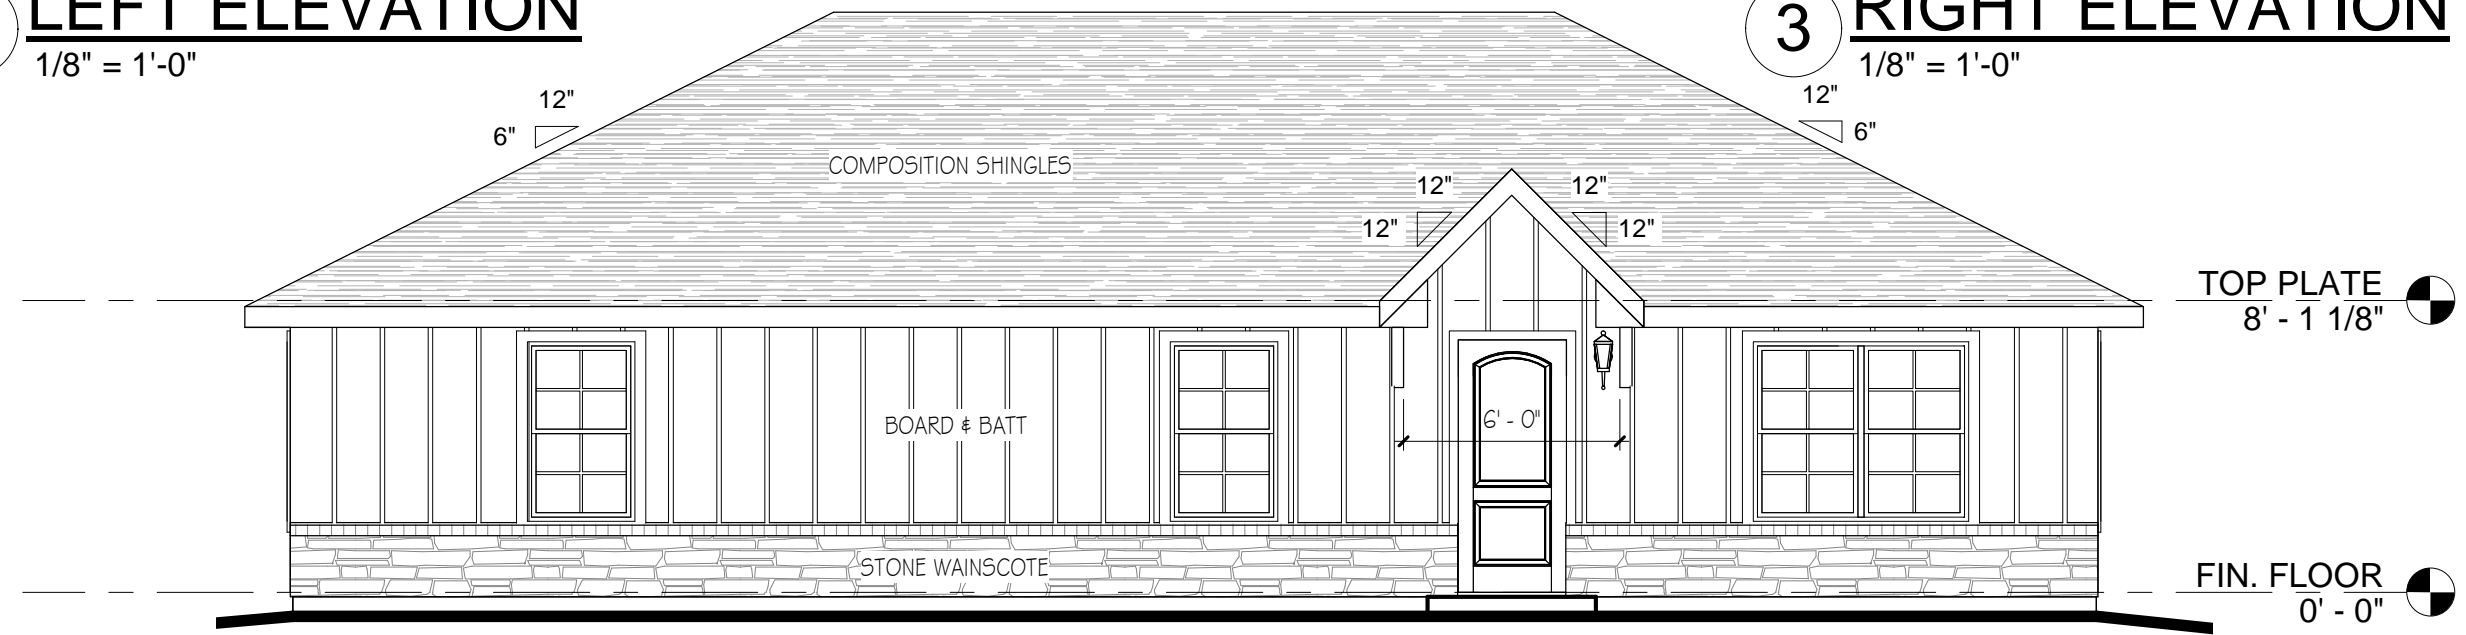 LEFT ELEVATION
1/8" = 1'-0"
3
RIGHT ELEVATION
1/8" = 1'-0"
12"
6"
12"
6"
COMPOSITION SHINGLES
12"
12"
12"
12"
TOP PLATE
8' - 1 1/8"
BOARD & BATT
6' - 0"
STONE WAINSCOTE
FIN. FLOOR
0' - 0"